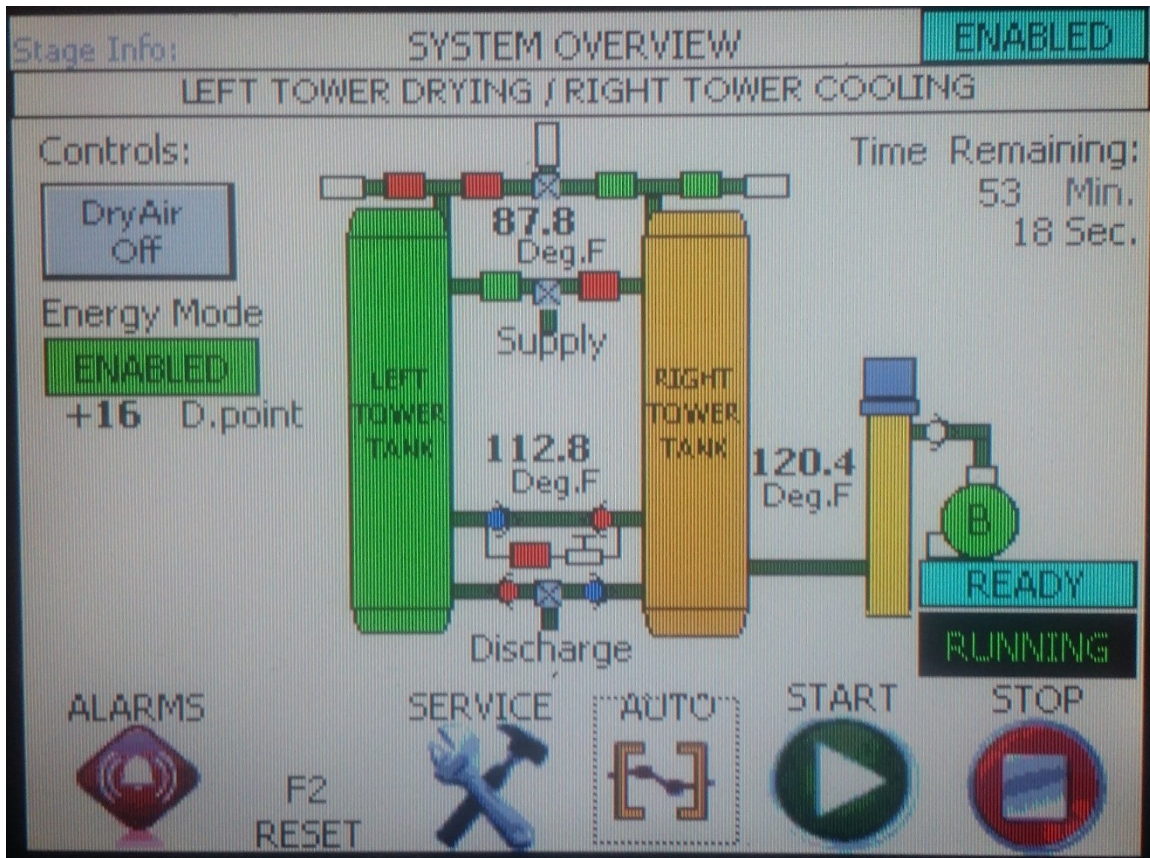 Stage Info:
SYSTEM OVERVIEW
ENABLED
LEFT TOWER DRYING / RIGHT TOWER COOLING
Controls:
DryAir
Off
Energy Mode
ENABLED
+16 D.point
Time Remaining:
53 Min.
18 Sec.
87.8
Deg.F
Supply
LEFT
TOWER
TANK
RIGHT
TOWER
TANK
112.8
Deg.F
120.4
Deg.F
B
READY
RUNNING
Discharge
ALARMS
F2
RESET
SERVICE
AUTO
START
STOP